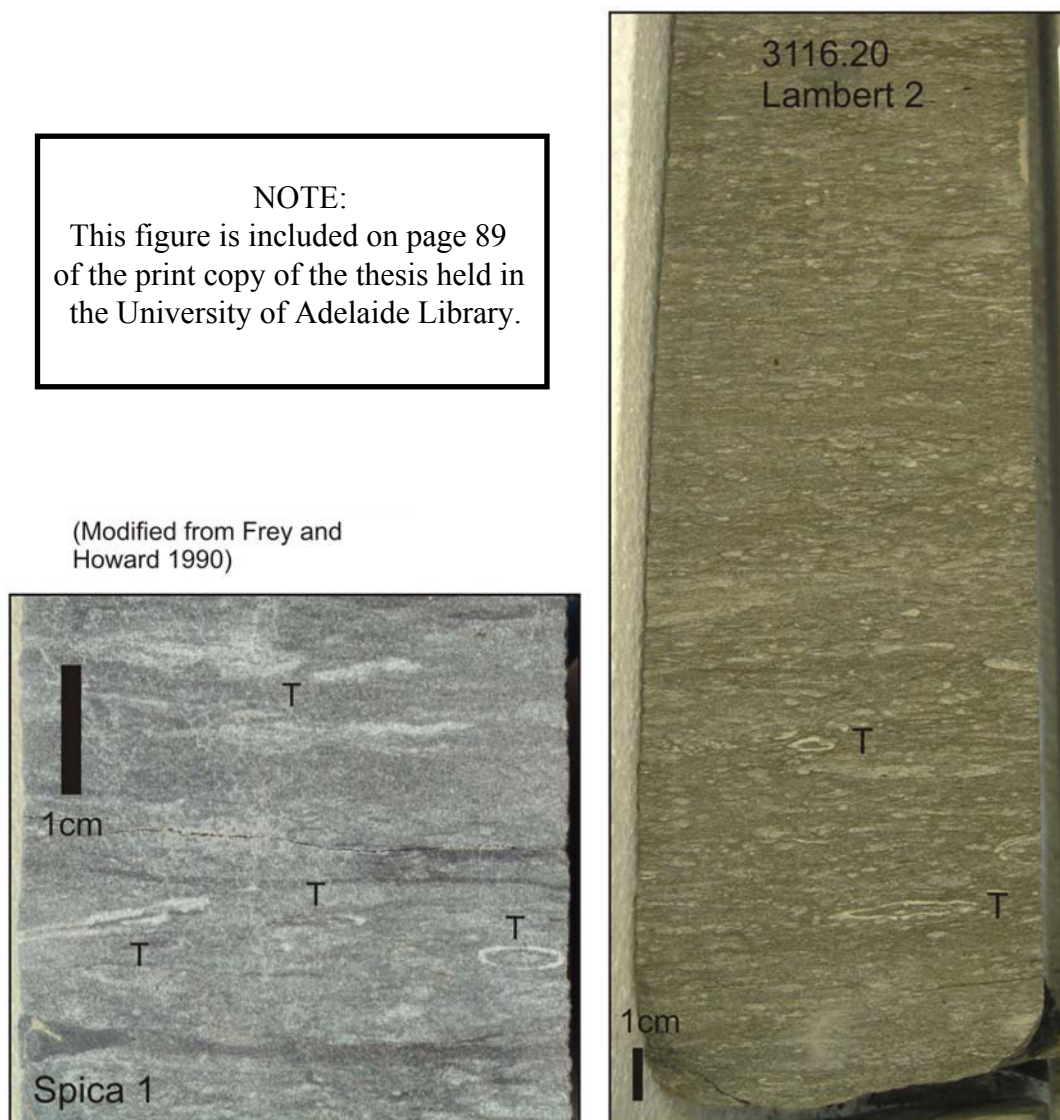 NOTE:
This figure is included on page 89
of the print copy of the thesis held in
the University of Adelaide Library.
(Modified from Frey and
Howard 1990)
T
1cm
T
T
T
Spica 1
3116.20
Lambert 2
T
T
1cm